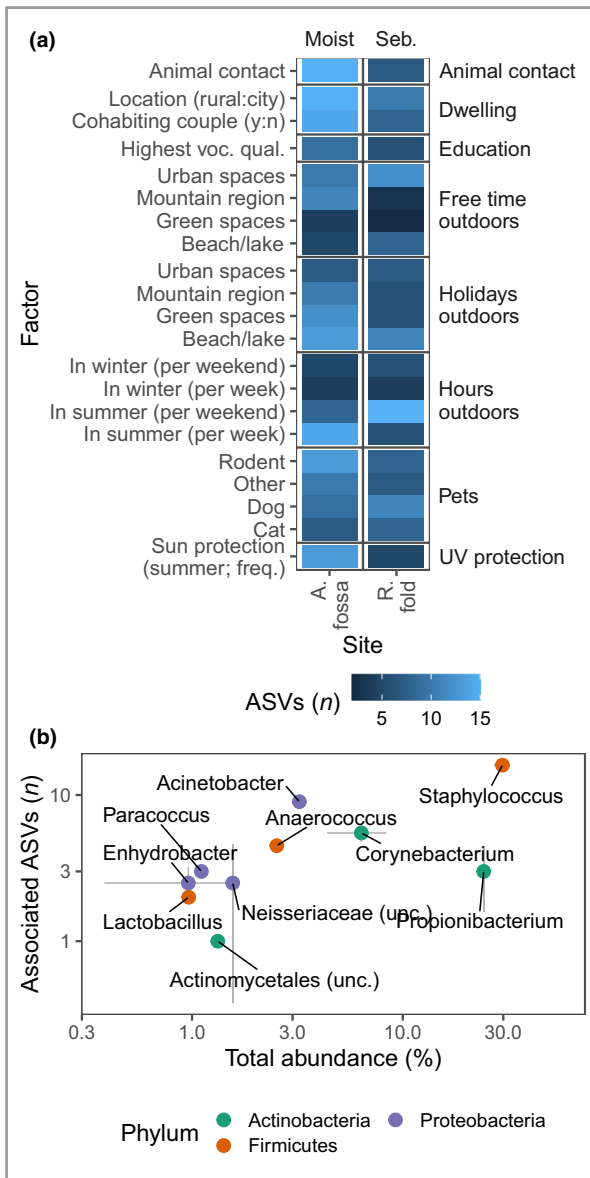 (a)
Moist Seb.
Animal contact Animal contact
Location (rural:city)
Cohabiting couple (y:n)
Dwelling
Highest voc. qual. Education
Urban spaces
Mountain region
Green spaces
Beach/lake
Free time
outdoors
Urban spaces
Mountain region
Green spaces
Beach/lake
Holidays
outdoors
In winter (per weekend)
In winter (per week)
In summer (per weekend)
In summer (per week)
Hours
outdoors
Rodent
Other
Dog
Cat
Pets
Sun protection
(summer; freq.)
UV protection
Factor
A.
fossa
R.
fold
Site
ASVs (n)
5 10 15
(b)
Associated ASVs (n)
10
3
1
Acinetobacter
Staphylococcus
Paracoccus
Anaerococcus
Enhydrobacter
Corynebacterium
Lactobacillus
Neisseriaceae (unc.)
Propionibacterium
Actinomycetales (unc.)
0.3 1.0 3.0 10.0 30.0
Total abundance (%)
Phylum
Actinobacteria Proteobacteria
Firmicutes